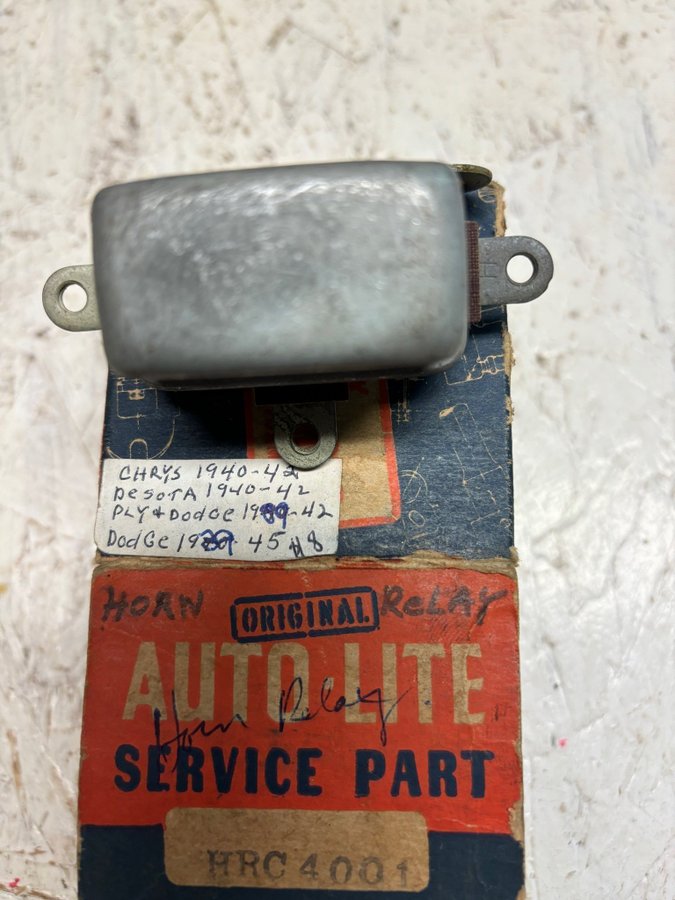 H
CHRYS 1940-42
DeSOTA 1940-42
PLY + DODGE 1939-42
DODGE 1939-45
HORN ORIGINAL ReLAY
AUTO-LITE
Horn Relay
SERVICE PART
HRC 4001